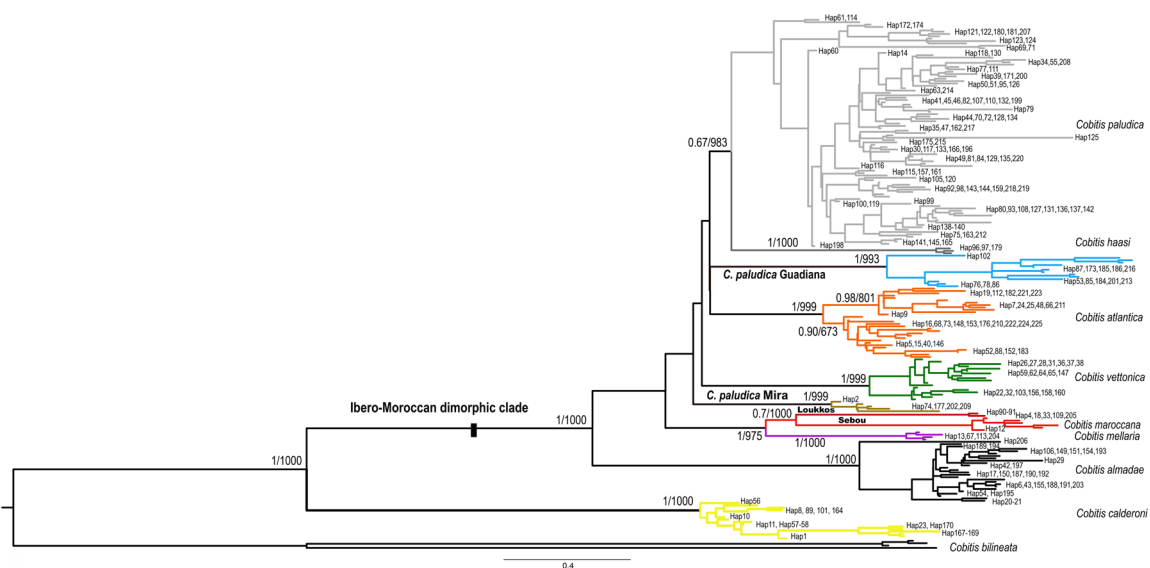 Hap61,114
Hap172,174
Hap121,122,180,181,207
Hap123,124
Hap69,71
Hap60
Hap14
Hap118,130
Hap34,55,208
Hap77,111
Hap39,171,200
Hap50,51,95,126
Hap63,214
Hap41,45,46,82,107,110,132,199
Hap79
Hap44,70,72,128,134
Cobitis paludica
Hap35,47,162,217
Hap125
0.67/983
Hap175,215
Hap30,117,133,166,196
Hap49,81,84,129,135,220
Hap116
Hap115,157,161
Hap105,120
Hap92,98,143,144,159,218,219
Hap100,119
Hap99
Hap80,93,108,127,131,136,137,142
Hap138-140
Hap75,163,212
Hap141,145,165
Hap198
1/1000
Hap96,97,179
Cobitis haasi
Hap102
1/993
C. paludica Guadiana
Hap87,173,185,186,216
Hap53,85,184,201,213
Hap76,78,86
Hap19,112,182,221,223
0.98/801
1/999
Hap7,24,25,48,66,211
Hap9
Cobitis atlantica
0.90/673
Hap16,68,73,148,153,176,210,222,224,225
Hap5,15,40,146
Hap52,88,152,183
Hap26,27,28,31,36,37,38
Hap59,62,64,65,147
1/999
Cobitis vettonica
Hap22,32,103,156,158,160
C. paludica Mira
1/999
Hap2
Hap74,177,202,209
Loukkos
Ibero-Moroccan dimorphic clade
0.7/1000
Hap90-91
Hap4,18,33,109,205
Sebou
1/1000
Hap12
Cobitis maroccana
1/975
Hap13,67,113,204
Cobitis mellaria
1/1000
Hap206
Hap189,194
Hap106,149,151,154,193
1/1000
1/1000
Hap29
Hap42,197
Cobitis almadae
Hap17,150,187,190,192
Hap6,43,155,188,191,203
Hap54, Hap195
Hap20-21
1/1000
Hap56
Hap8, 89, 101, 164
Cobitis calderoni
Hap10
Hap11, Hap57-58
Hap23, Hap170
Hap167-169
Hap1
Cobitis bilineata
0.4